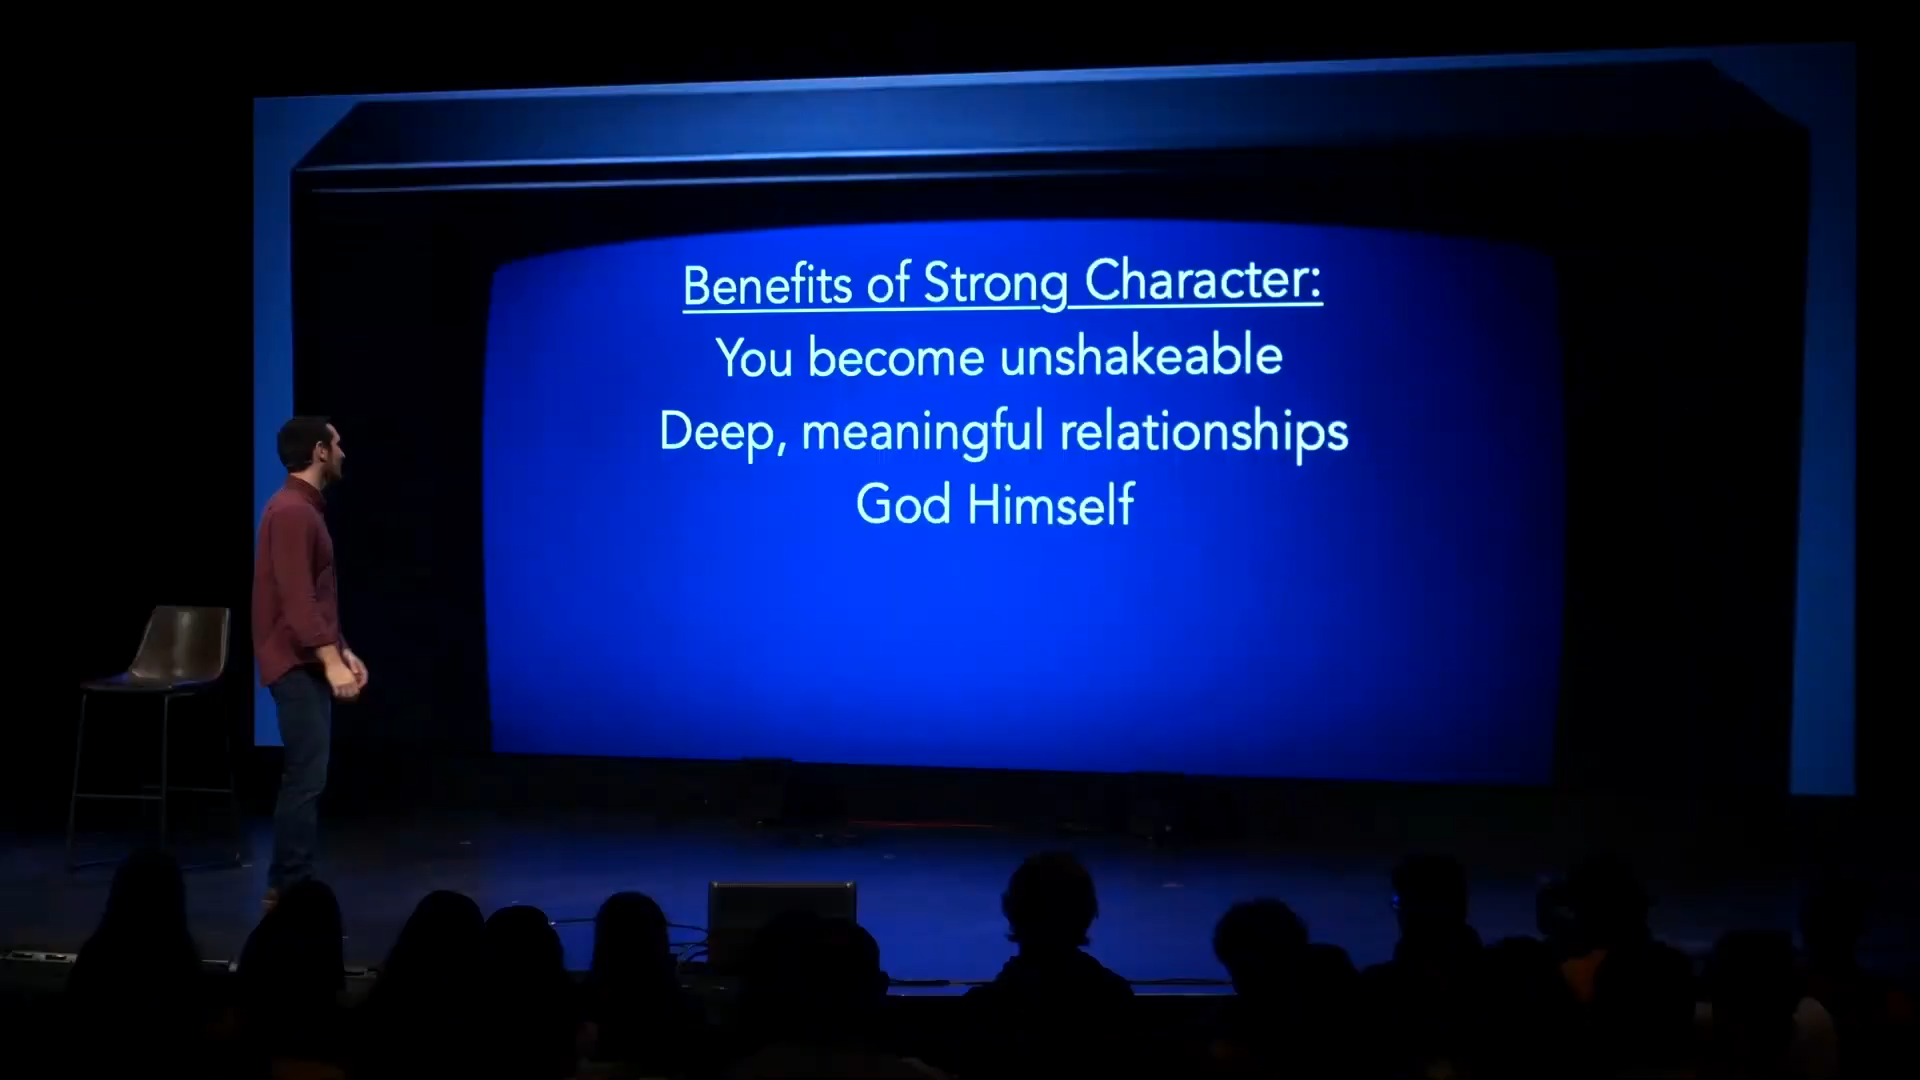 Benefits of Strong Character:
You become unshakeable
Deep, meaningful relationships
God Himself